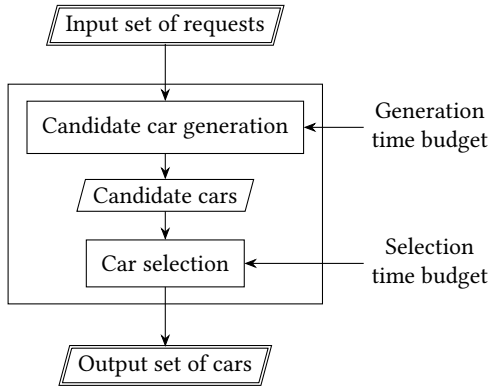 Input set of requests
Candidate car generation
Generation
time budget
Candidate cars
Car selection
Selection
time budget
Output set of cars